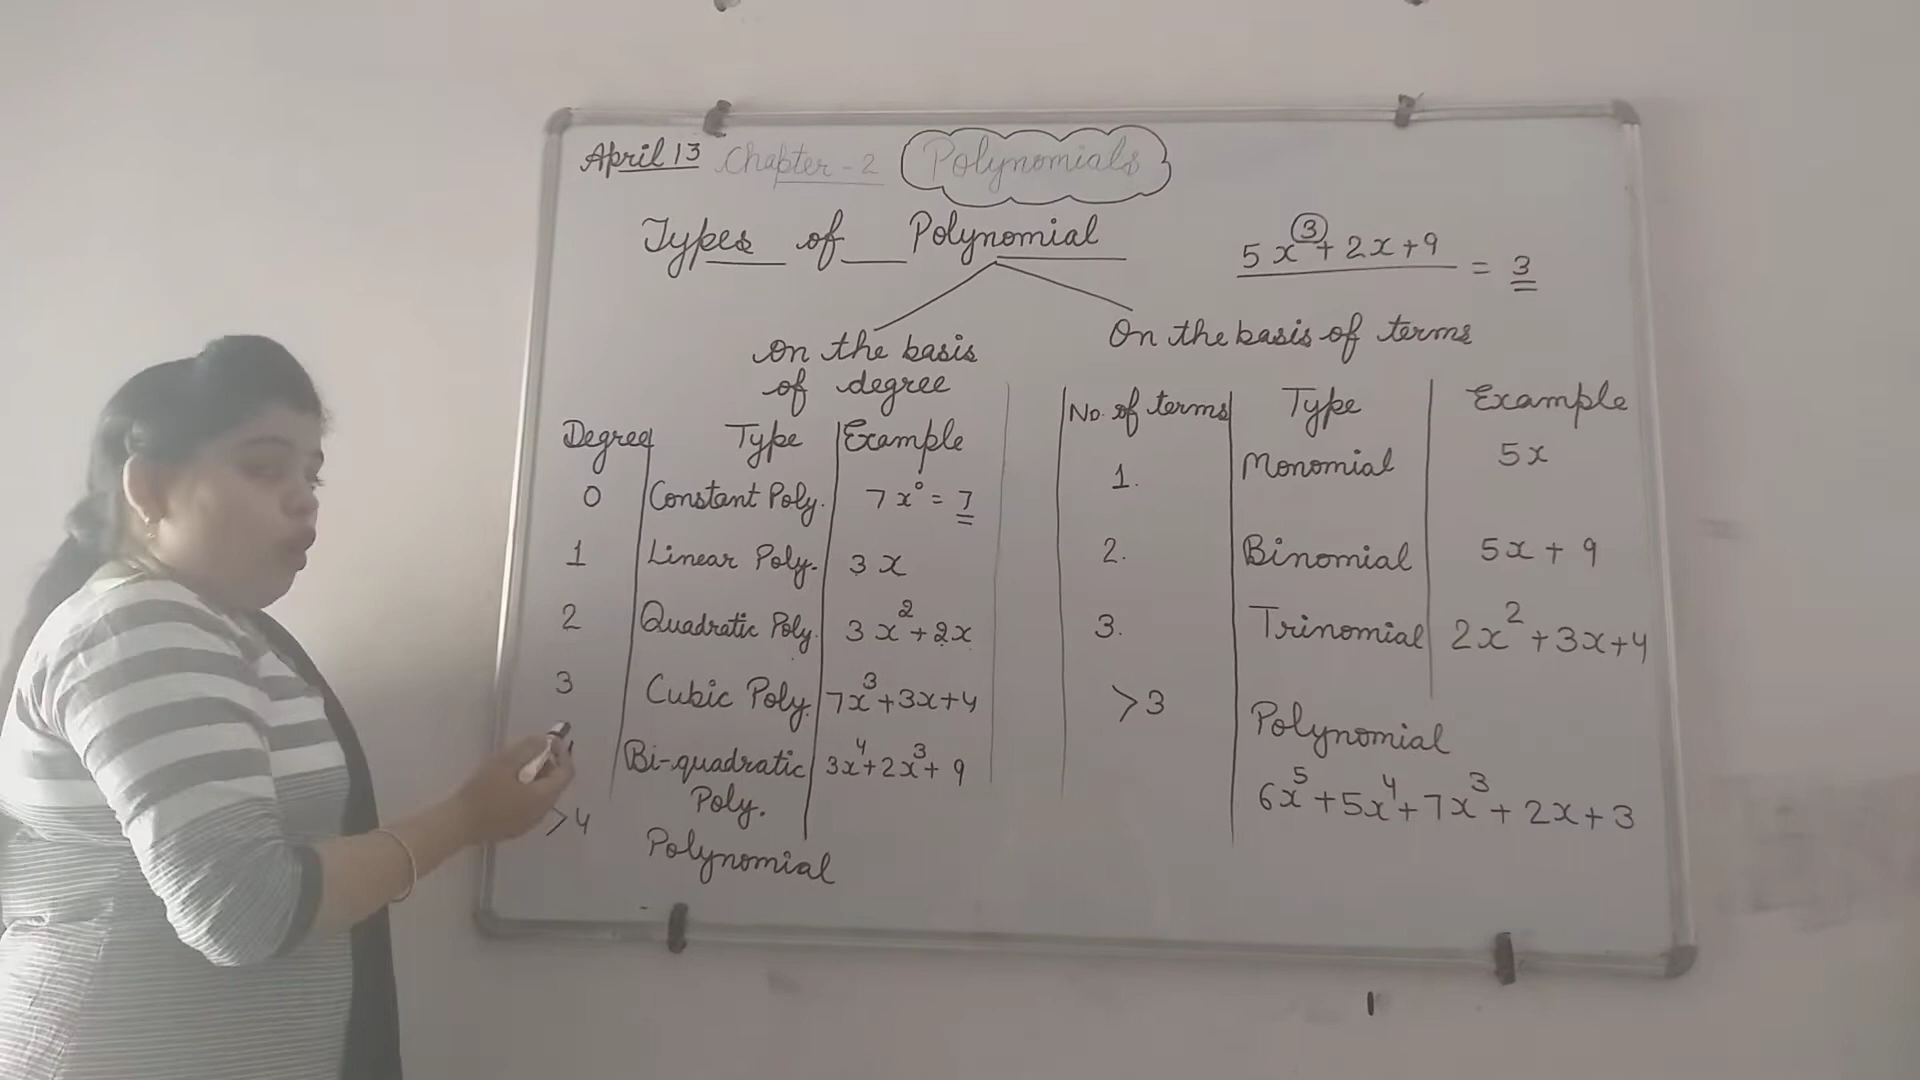 April 13 Chapter - 2 Polynomials
Types of Polynomial
5x³ + 2x + 9 = 3
On the basis of degree
Degree Type Example
0 Constant Poly. 7x⁰ = 7
1 Linear Poly. 3x
2 Quadratic Poly. 3x² + 2x
3 Cubic Poly. 7x³ + 3x + 4
Bi-quadratic Poly. 3x⁴ + 2x³ + 9
>4 Polynomial
On the basis of terms
No. of terms Type Example
1. Monomial 5x
2. Binomial 5x + 9
3. Trinomial 2x² + 3x + 4
>3 Polynomial
6x⁵ + 5x⁴ + 7x³ + 2x + 3